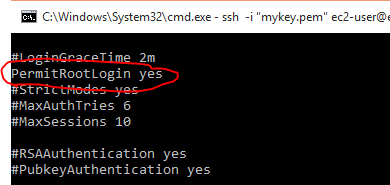 C:\Windows\System32\cmd.exe - ssh -i "mykey.pem" ec2-user@
#LoginGraceTime 2m
PermitRootLogin yes
#StrictModes yes
#MaxAuthTries 6
#MaxSessions 10
#RSAAuthentication yes
#PubkeyAuthentication yes